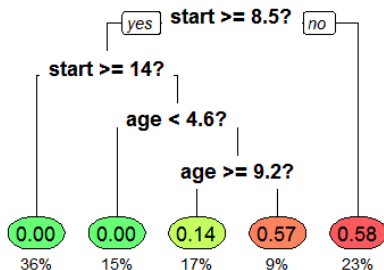 yes start >= 8.5? no
start >= 14?
age < 4.6?
age >= 9.2?
0.00 0.00 0.14 0.57 0.58
36% 15% 17% 9% 23%